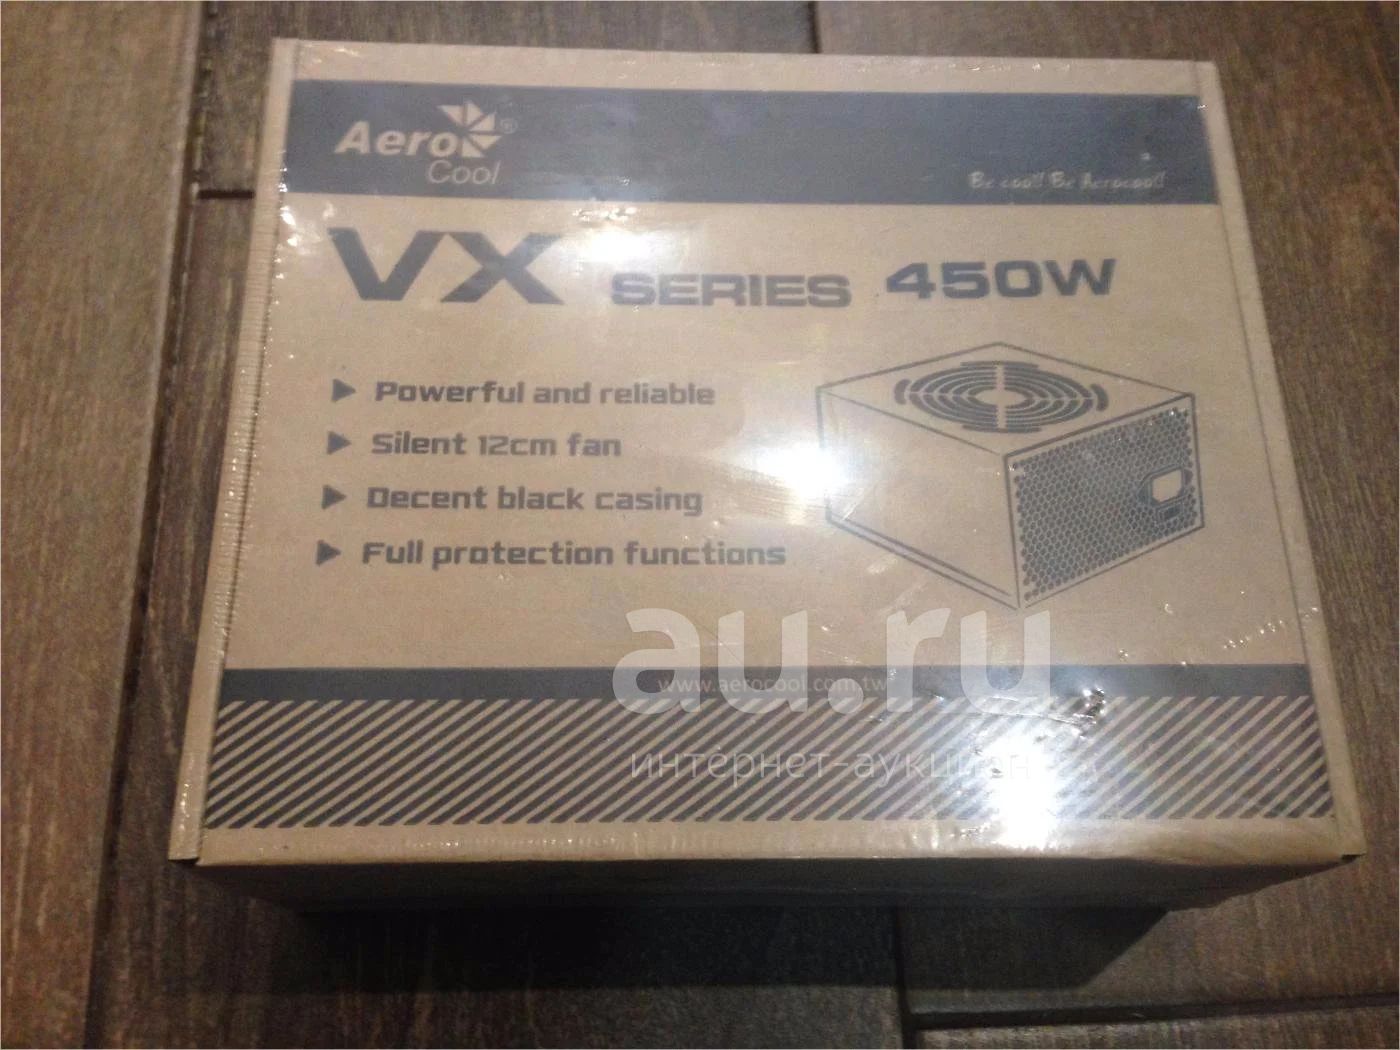 Aero ®
Cool
Be cool! Be Aerocool!
VX SERIES 450W
Powerful and reliable
Silent 12cm fan
Decent black casing
Full protection functions
au.ru
www.aerocool.com.tw
интернет-аукцион